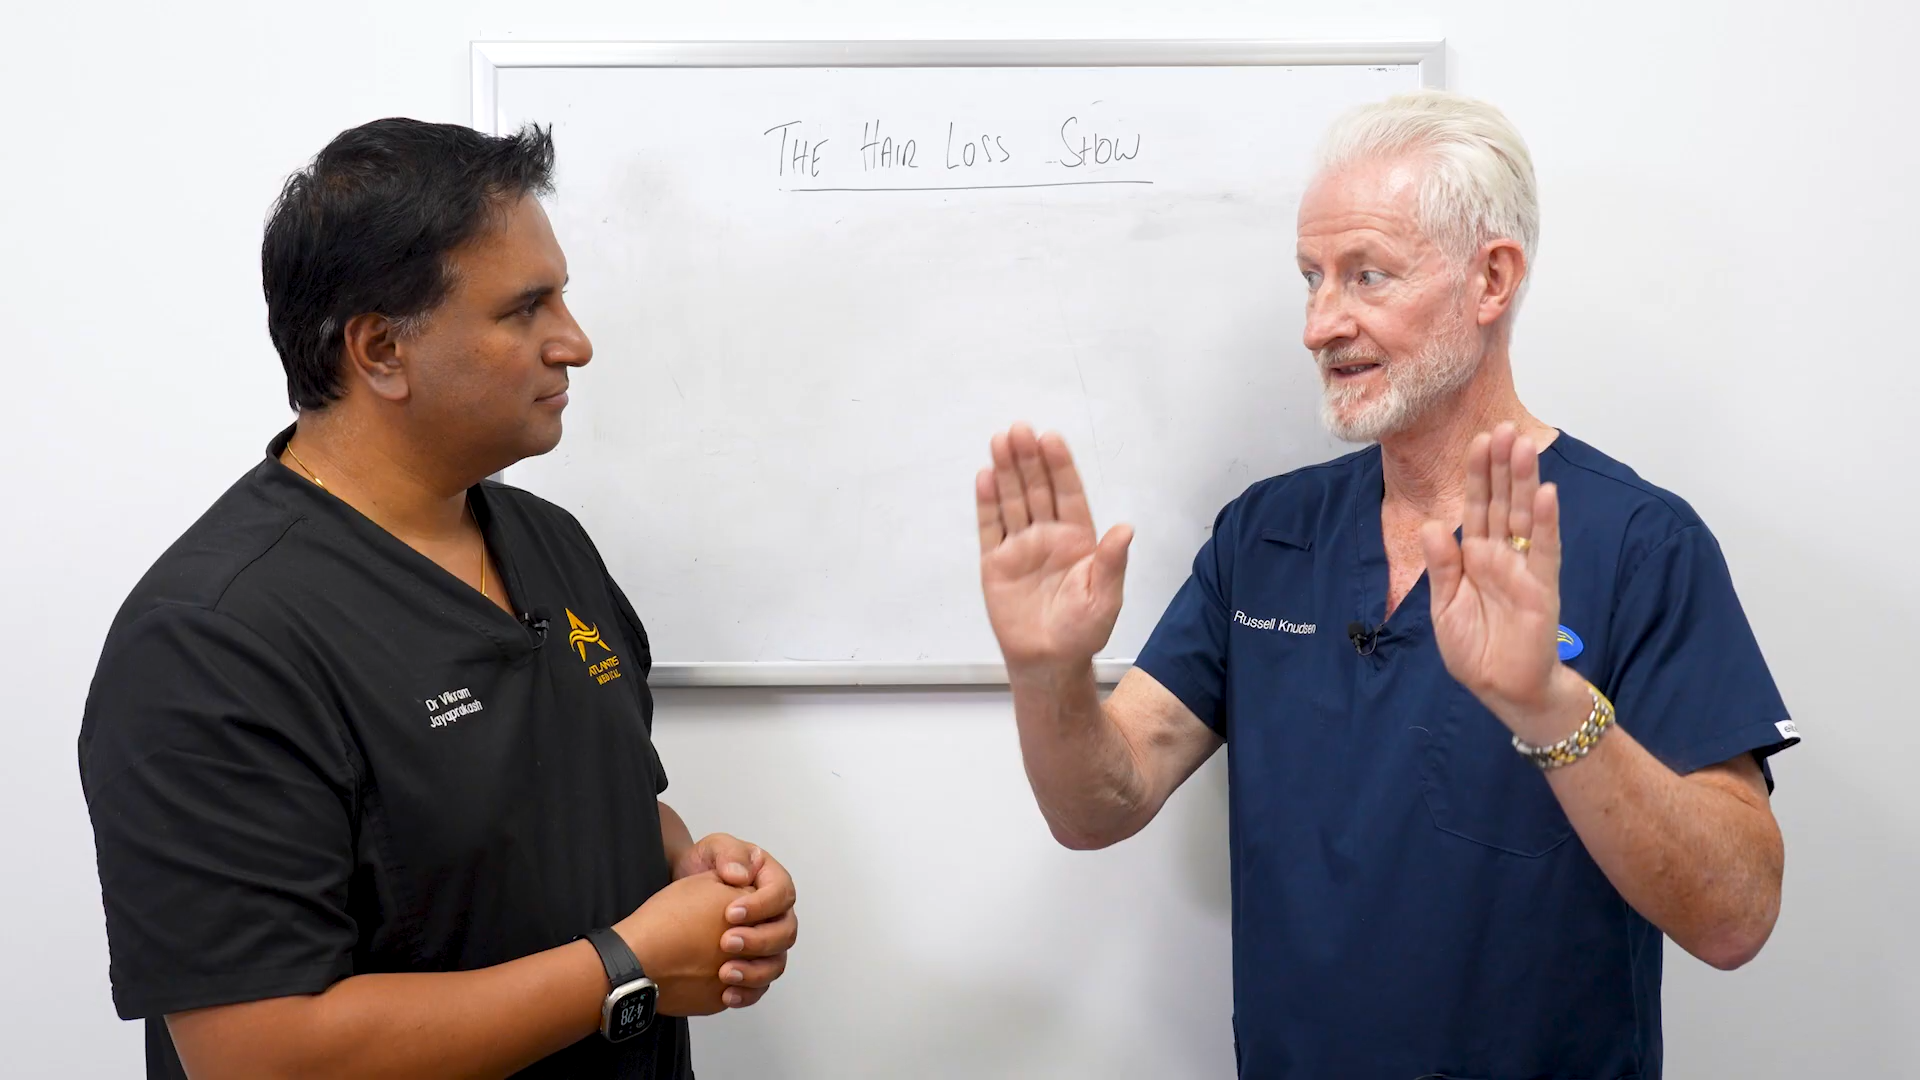 THE HAIR LOSS SHOW
Dr Vikram
Jayaprakash
ATLANTIS
MEDICAL
Russell Knudsen
4:28